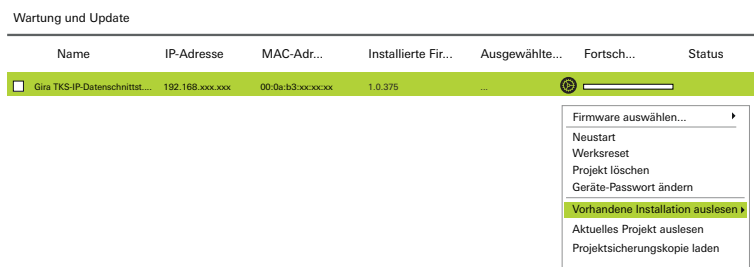 Wartung und Update
Name IP-Adresse MAC-Adr... Installierte Fir... Ausgewählte... Fortsch... Status
Gira TKS-IP-Datenschnittst.... 192.168.xxx.xxx 00:0a:b3:xx:xx:xx 1.0.375 ...
Firmware auswählen...
Neustart
Werksreset
Projekt löschen
Geräte-Passwort ändern
Vorhandene Installation auslesen
Aktuelles Projekt auslesen
Projektsicherungskopie laden